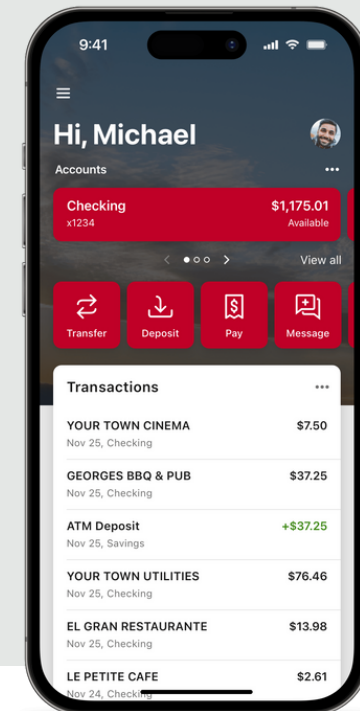 9:41
Hi, Michael
Accounts
Checking $1,175.01
x1234 Available
View all
Transfer Deposit Pay Message
Transactions
YOUR TOWN CINEMA $7.50
Nov 25, Checking
GEORGES BBQ & PUB $37.25
Nov 25, Checking
ATM Deposit +$37.25
Nov 25, Savings
YOUR TOWN UTILITIES $76.46
Nov 25, Checking
EL GRAN RESTAURANTE $13.98
Nov 25, Checking
LE PETITE CAFE $2.61
Nov 24, Checking